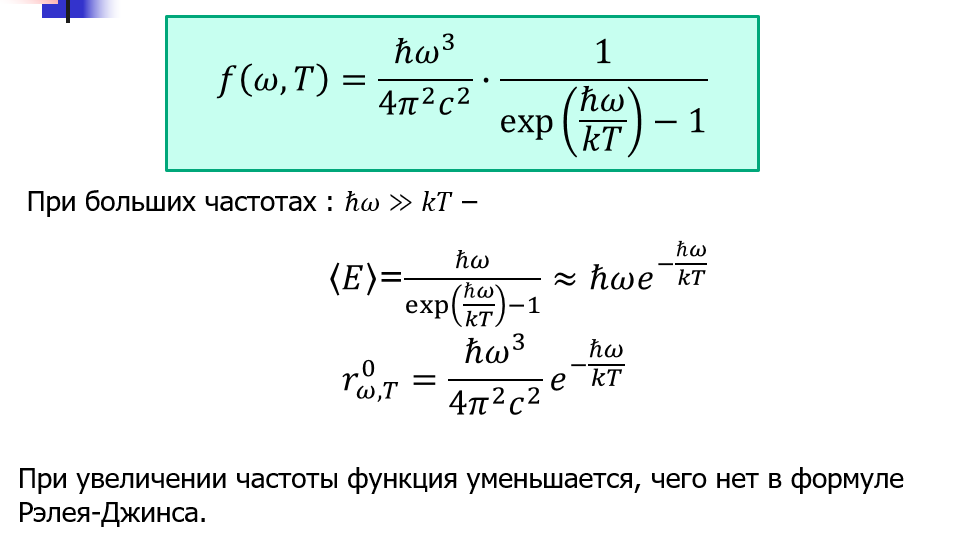 f(ω, T) = ħω³/(4π²c²) · 1/(exp(ħω/kT) − 1)
При больших частотах : ħω ≫ kT −
⟨E⟩=ħω/(exp(ħω/kT)−1) ≈ ħωe^(−ħω/kT)
r⁰_ω,T = ħω³/(4π²c²) e^(−ħω/kT)
При увеличении частоты функция уменьшается, чего нет в формуле
Рэлея-Джинса.